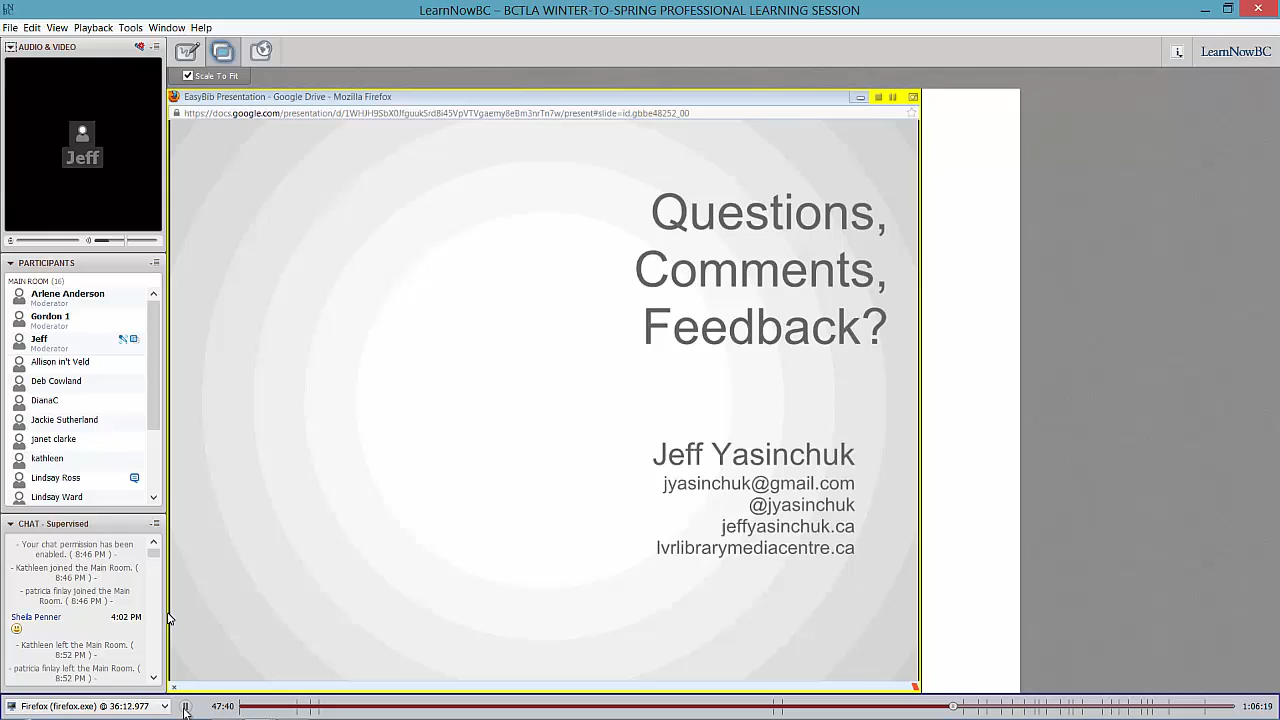 LearnNowBC – BCTLA WINTER-TO-SPRING PROFESSIONAL LEARNING SESSION
File Edit View Playback Tools Window Help
AUDIO & VIDEO
LearnNowBC
Scale To Fit
EasyBib Presentation - Google Drive - Mozilla Firefox
Jeff
Questions,
Comments,
Feedback?
Jeff Yasinchuk
jyasinchuk@gmail.com
@jyasinchuk
jeffyasinchuk.ca
lvrlibrarymediacentre.ca
PARTICIPANTS
MAIN ROOM (16)
Arlene Anderson
Moderator
Gordon 1
Moderator
Jeff
Moderator
Allison in't Veld
Deb Cowland
DianaC
Jackie Sutherland
janet clarke
kathleen
Lindsay Ross
Lindsay Ward
CHAT - Supervised
- Your chat permission has been
enabled. ( 8:46 PM ) -
- Kathleen joined the Main Room. (
8:46 PM ) -
- patricia finlay joined the Main
Room. ( 8:46 PM ) -
Sheila Penner 4:02 PM
- Kathleen left the Main Room. (
8:52 PM ) -
- patricia finlay left the Main Room. (
8:52 PM ) -
Firefox (firefox.exe) @ 36:12.977
47:40
1:06:19